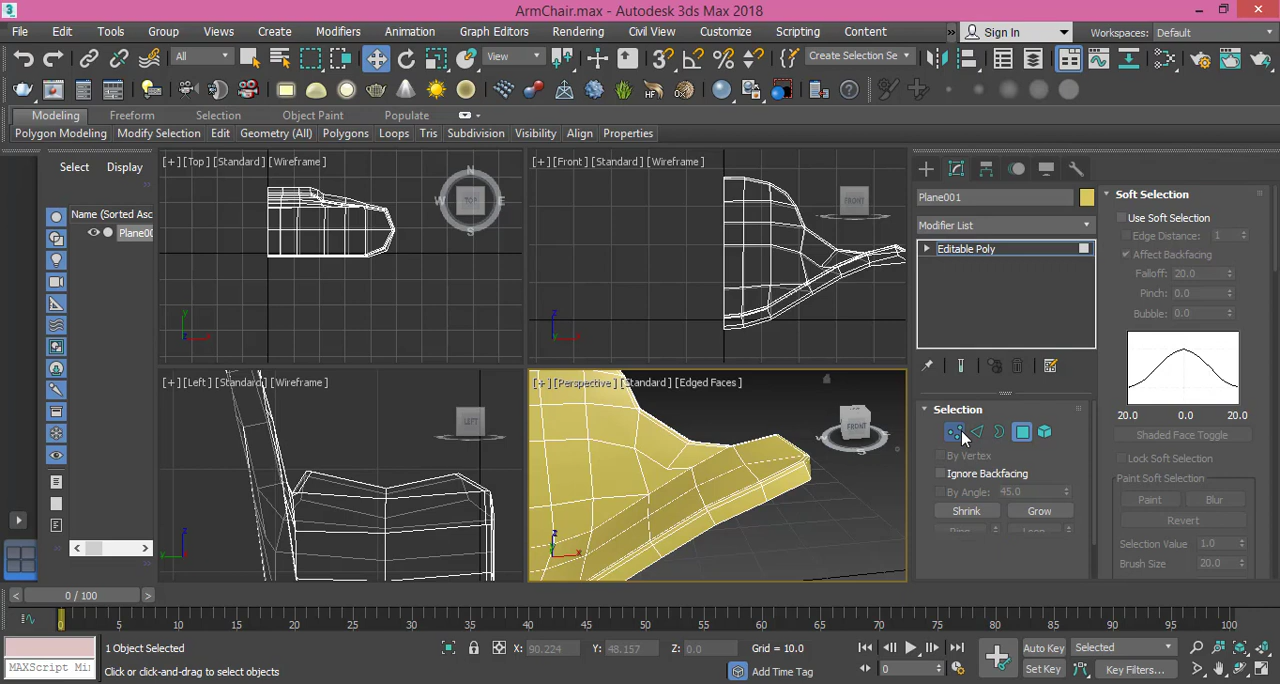 ArmChair.max - Autodesk 3ds Max 2018
File Edit Tools Group Views Create Modifiers Animation Graph Editors Rendering Civil View Customize Scripting Content Sign In Workspaces: Default
All View Create Selection Se
Modeling Freeform Selection Object Paint Populate
Polygon Modeling Modify Selection Edit Geometry (All) Polygons Loops Tris Subdivision Visibility Align Properties
Select Display
Name (Sorted Asc
Plane00
[+] [Top] [Standard] [Wireframe]
[+] [Front] [Standard] [Wireframe]
[+] [Left] [Standard] [Wireframe]
[+] [Perspective] [Standard] [Edged Faces]
N
W TOP E
S
FRONT
LEFT
FRONT
Plane001
Modifier List
Editable Poly
Selection
By Vertex
Ignore Backfacing
By Angle: 45.0
Shrink Grow
Ring Loop
Soft Selection
Use Soft Selection
Edge Distance: 1
Affect Backfacing
Falloff: 20.0
Pinch: 0.0
Bubble: 0.0
20.0 0.0 20.0
Shaded Face Toggle
Lock Soft Selection
Paint Soft Selection
Paint Blur
Revert
Selection Value 1.0
Brush Size 20.0
0 / 100
0 5 10 15 20 25 30 35 40 45 50 55 60 65 70 75 80 85 90 95 100
1 Object Selected X: 90.224 Y: 48.157 Z: 0.0 Grid = 10.0 Auto Key Selected
MAXScript Mi Click or click-and-drag to select objects Add Time Tag 0 Set Key Key Filters...